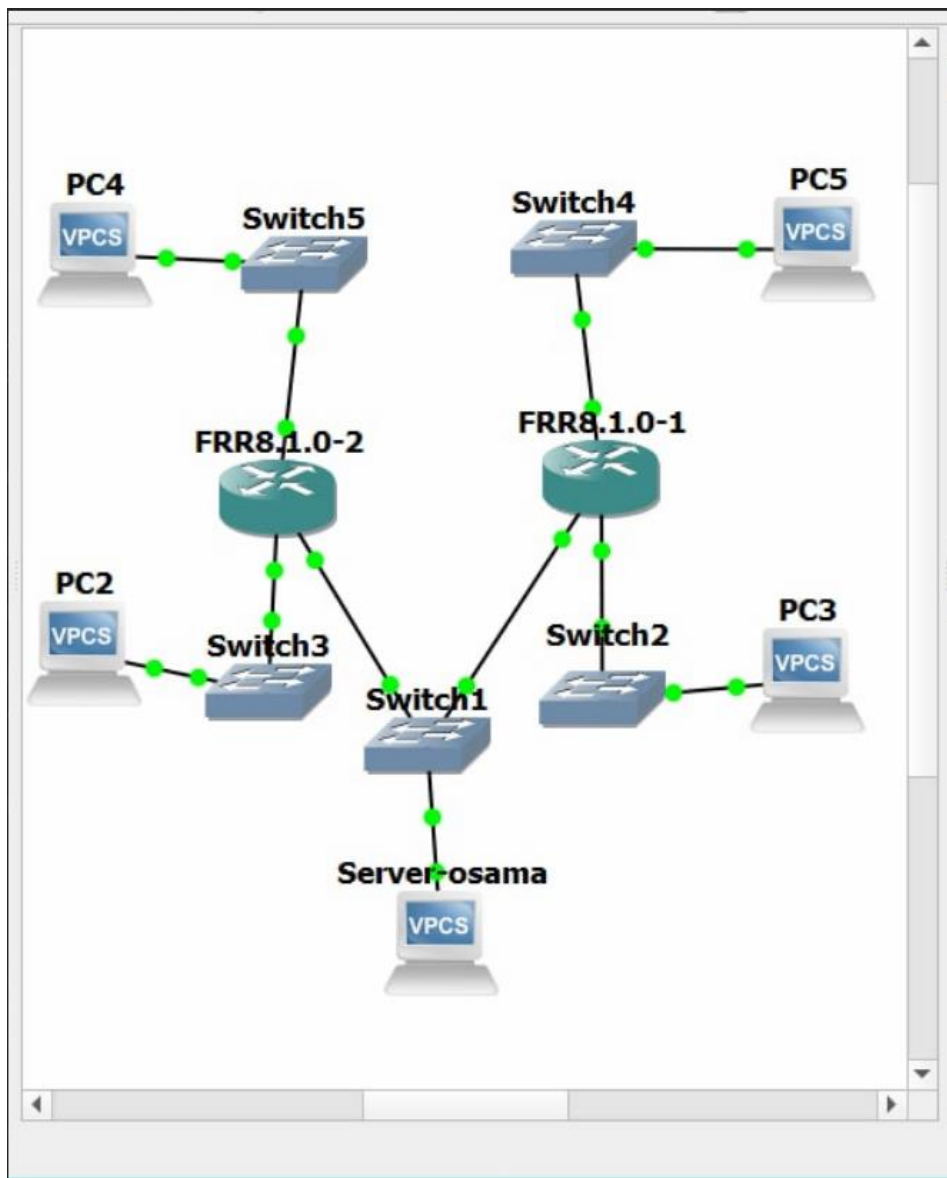 PC4
VPCS
Switch5
Switch4
PC5
VPCS
FRR8.1.0-2
FRR8.1.0-1
PC2
VPCS
Switch3
Switch1
Switch2
PC3
VPCS
Server-osama
VPCS